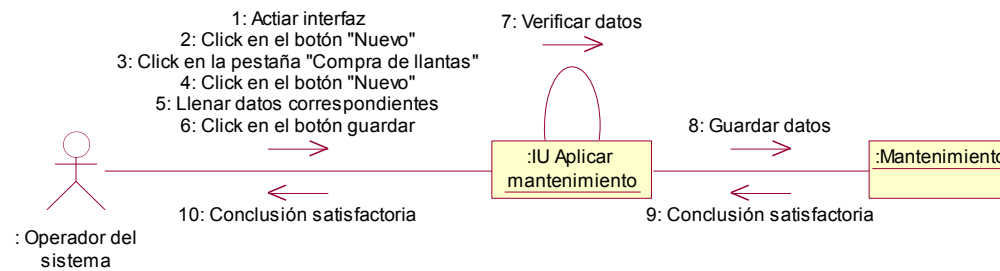 1: Actiar interfaz
2: Click en el botón "Nuevo"
3: Click en la pestaña "Compra de llantas"
4: Click en el botón "Nuevo"
5: Llenar datos correspondientes
6: Click en el botón guardar
7: Verificar datos
8: Guardar datos
:IU Aplicar
mantenimiento
:Mantenimiento
10: Conclusión satisfactoria
9: Conclusión satisfactoria
: Operador del
sistema